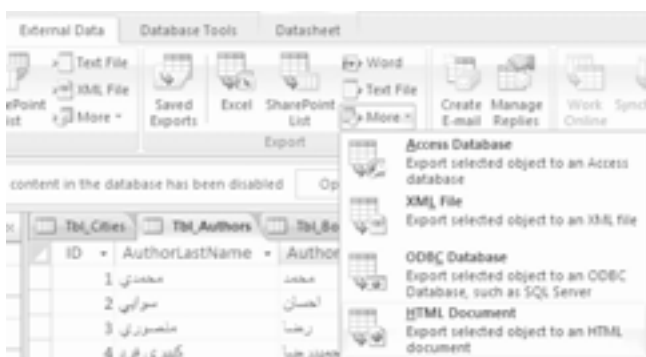 External Data Database Tools Datasheet
Text File
XML File
More
Saved Exports
Excel
SharePoint List
Word
Text File
More
Create E-mail
Manage Replies
Work Online
Export
content in the database has been disabled
Access Database
Export selected object to an Access
database
XML File
Export selected object to an XML file
ODBC Database
Export selected object to an ODBC
Database, such as SQL Server
HTML Document
Export selected object to an HTML
document
Tbl_Cities Tbl_Authors
ID AuthorLastName
1 محمدي محمد
2 احسان
3 منصوري رضا
4